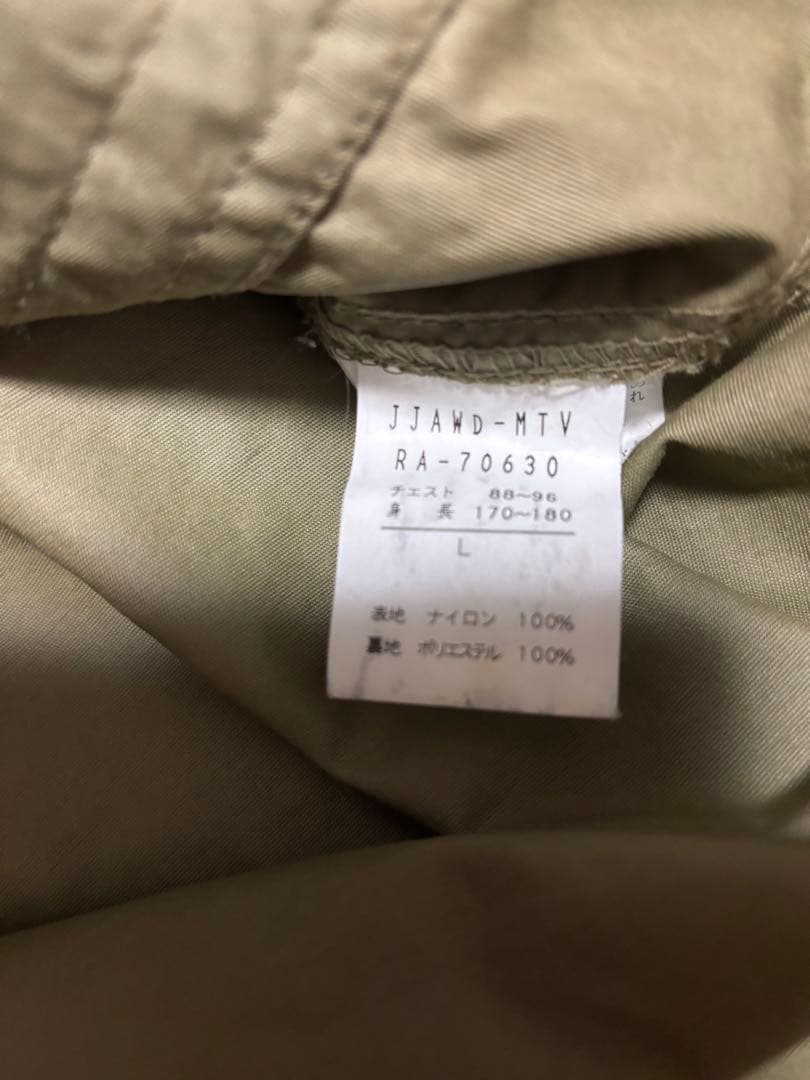 JJAWD-MTV
RA-70630
チェスト 88～96
身長 170～180
L
表地 ナイロン 100%
裏地 ポリエステル 100%
れ